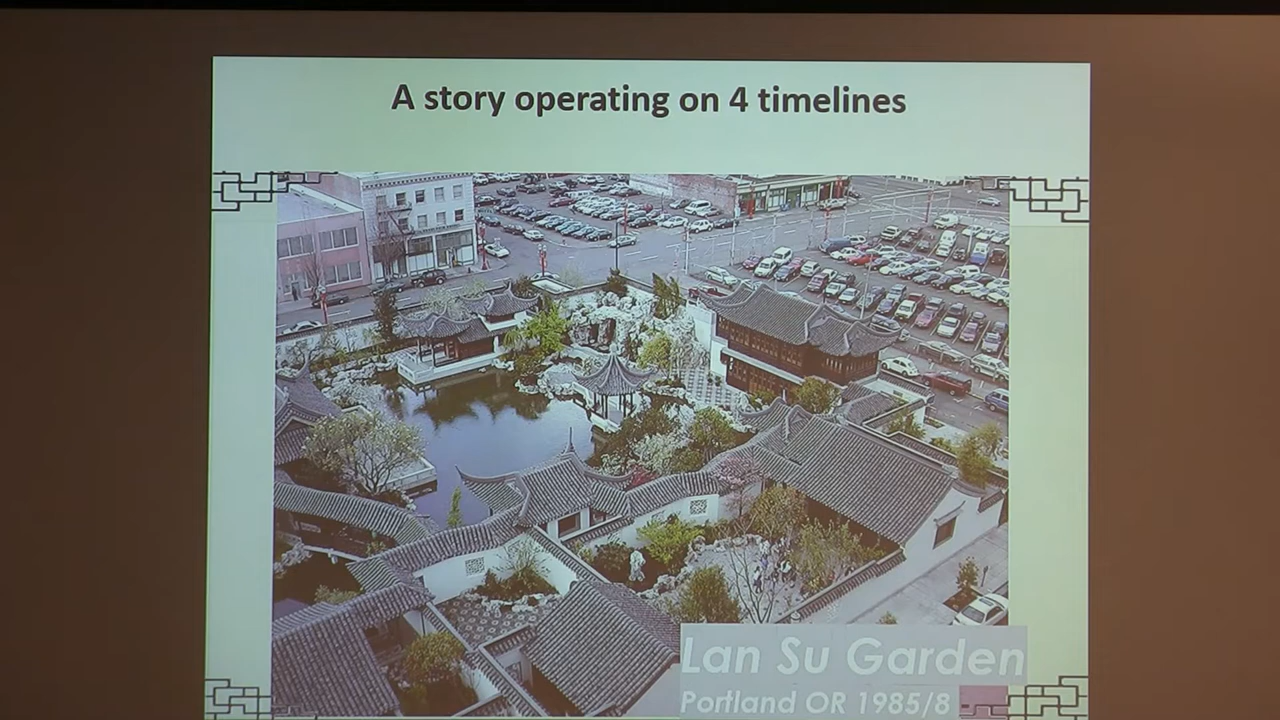 A story operating on 4 timelines
Lan Su Garden
Portland OR 1985/8